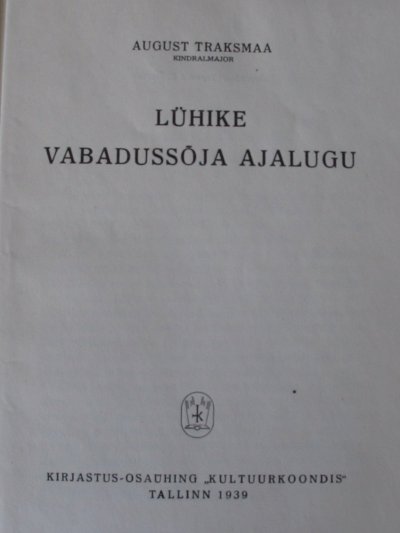 AUGUST TRAKSMAA
KINDRALMAJOR
LÜHIKE
VABADUSSÕJA AJALUGU
KIRJASTUS-OSAÜHING „KULTUURKOONDIS“
TALLINN 1939